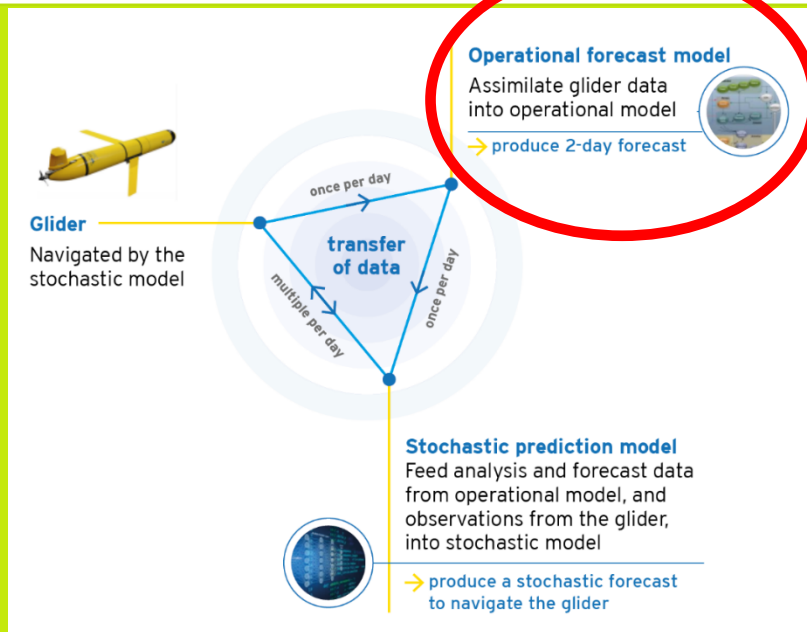 Operational forecast model
Assimilate glider data
into operational model
→ produce 2-day forecast
once per day
Glider
Navigated by the
stochastic model
transfer
of data
once per day
multiple per day
Stochastic prediction model
Feed analysis and forecast data
from operational model, and
observations from the glider,
into stochastic model
→ produce a stochastic forecast
to navigate the glider